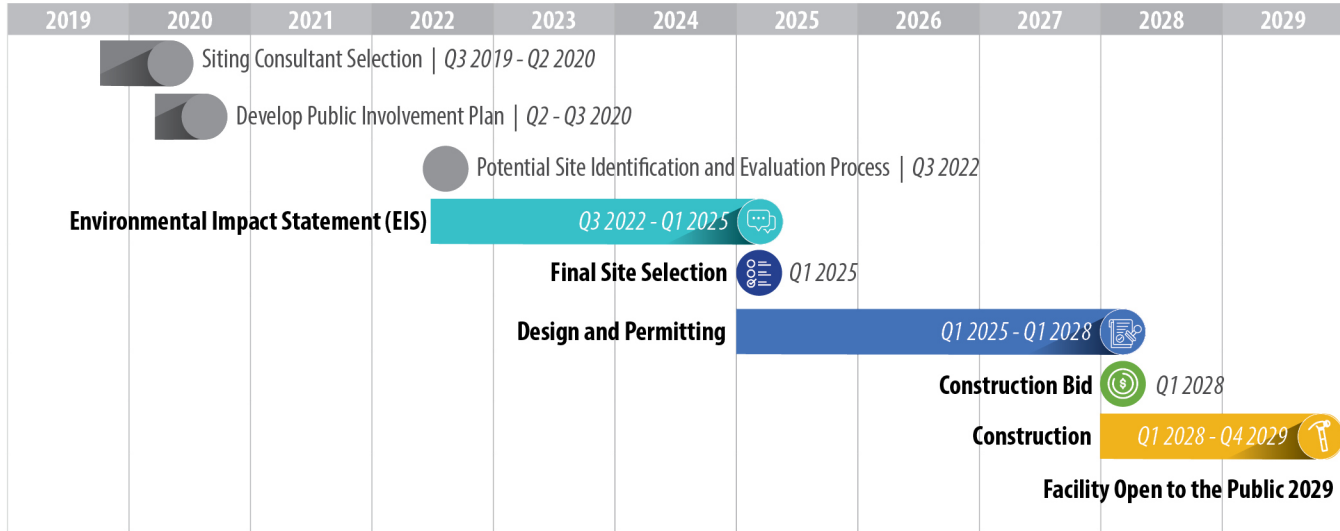 2019 2020 2021 2022 2023 2024 2025 2026 2027 2028 2029
Siting Consultant Selection | Q3 2019 - Q2 2020
Develop Public Involvement Plan | Q2 - Q3 2020
Potential Site Identification and Evaluation Process | Q3 2022
Environmental Impact Statement (EIS) Q3 2022 - Q1 2025
Final Site Selection Q1 2025
Design and Permitting Q1 2025 - Q1 2028
Construction Bid $ Q1 2028
Construction Q1 2028 - Q4 2029
Facility Open to the Public 2029